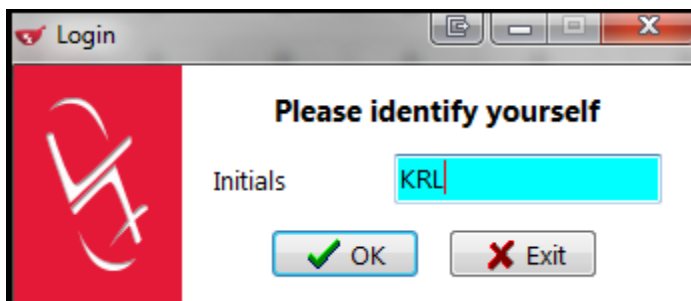 Login
Please identify yourself
Initials
KRL
OK
Exit